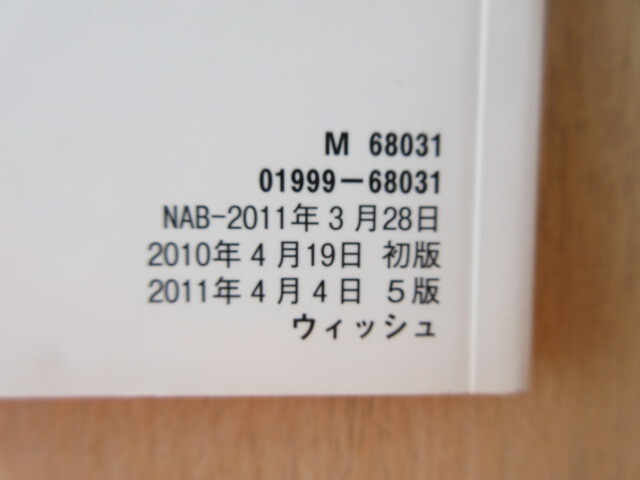 M 68031
01999-68031
NAB-2011年3月28日
2010年4月19日 初版
2011年4月4日 5版
ウィッシュ